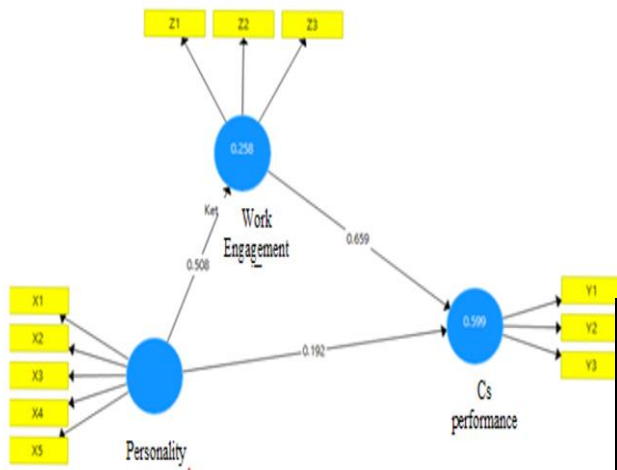 Z1 Z2 Z3
0.258
Ket
Work
Engagement
0.508
0.659
X1
X2
X3
X4
X5
0.192
0.599
Y1
Y2
Y3
Cs
performance
Personality